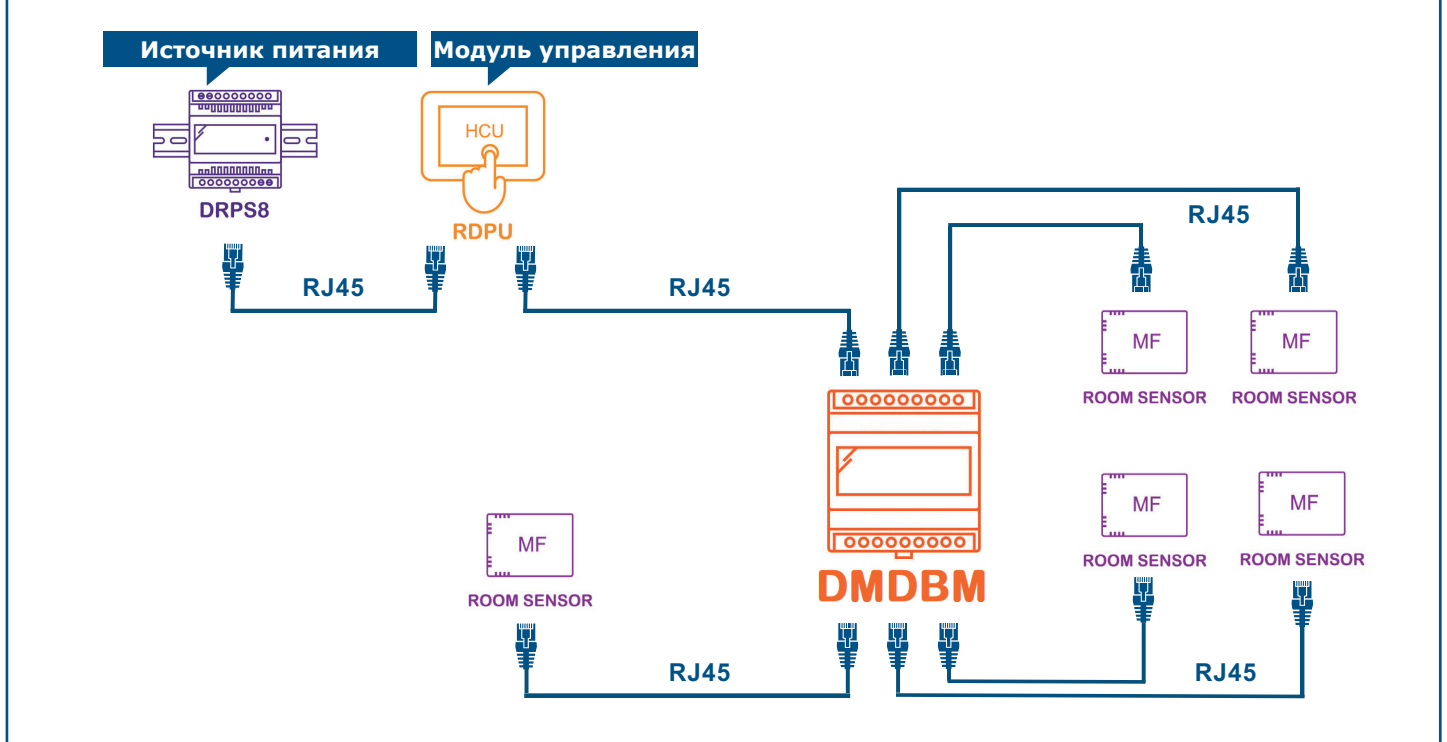 Источник питания
Модуль управления
HCU
DRPS8
RDPU
RJ45
RJ45
RJ45
MF
MF
ROOM SENSOR
ROOM SENSOR
MF
MF
MF
ROOM SENSOR
ROOM SENSOR
ROOM SENSOR
DMDBM
RJ45
RJ45